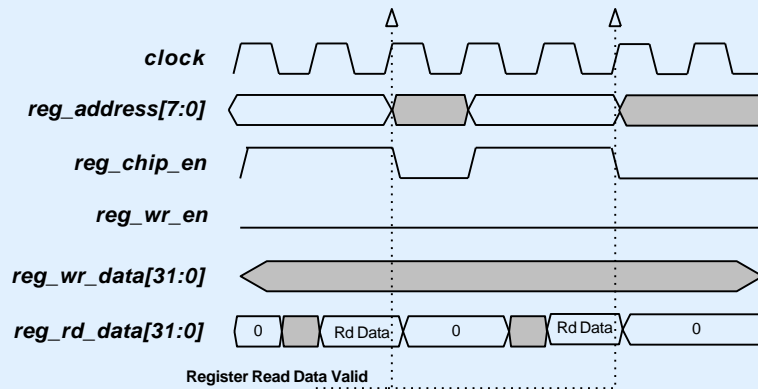 clock
reg_address[7:0]
reg_chip_en
reg_wr_en
reg_wr_data[31:0]
reg_rd_data[31:0] 0 Rd Data 0 Rd Data 0
Register Read Data Valid